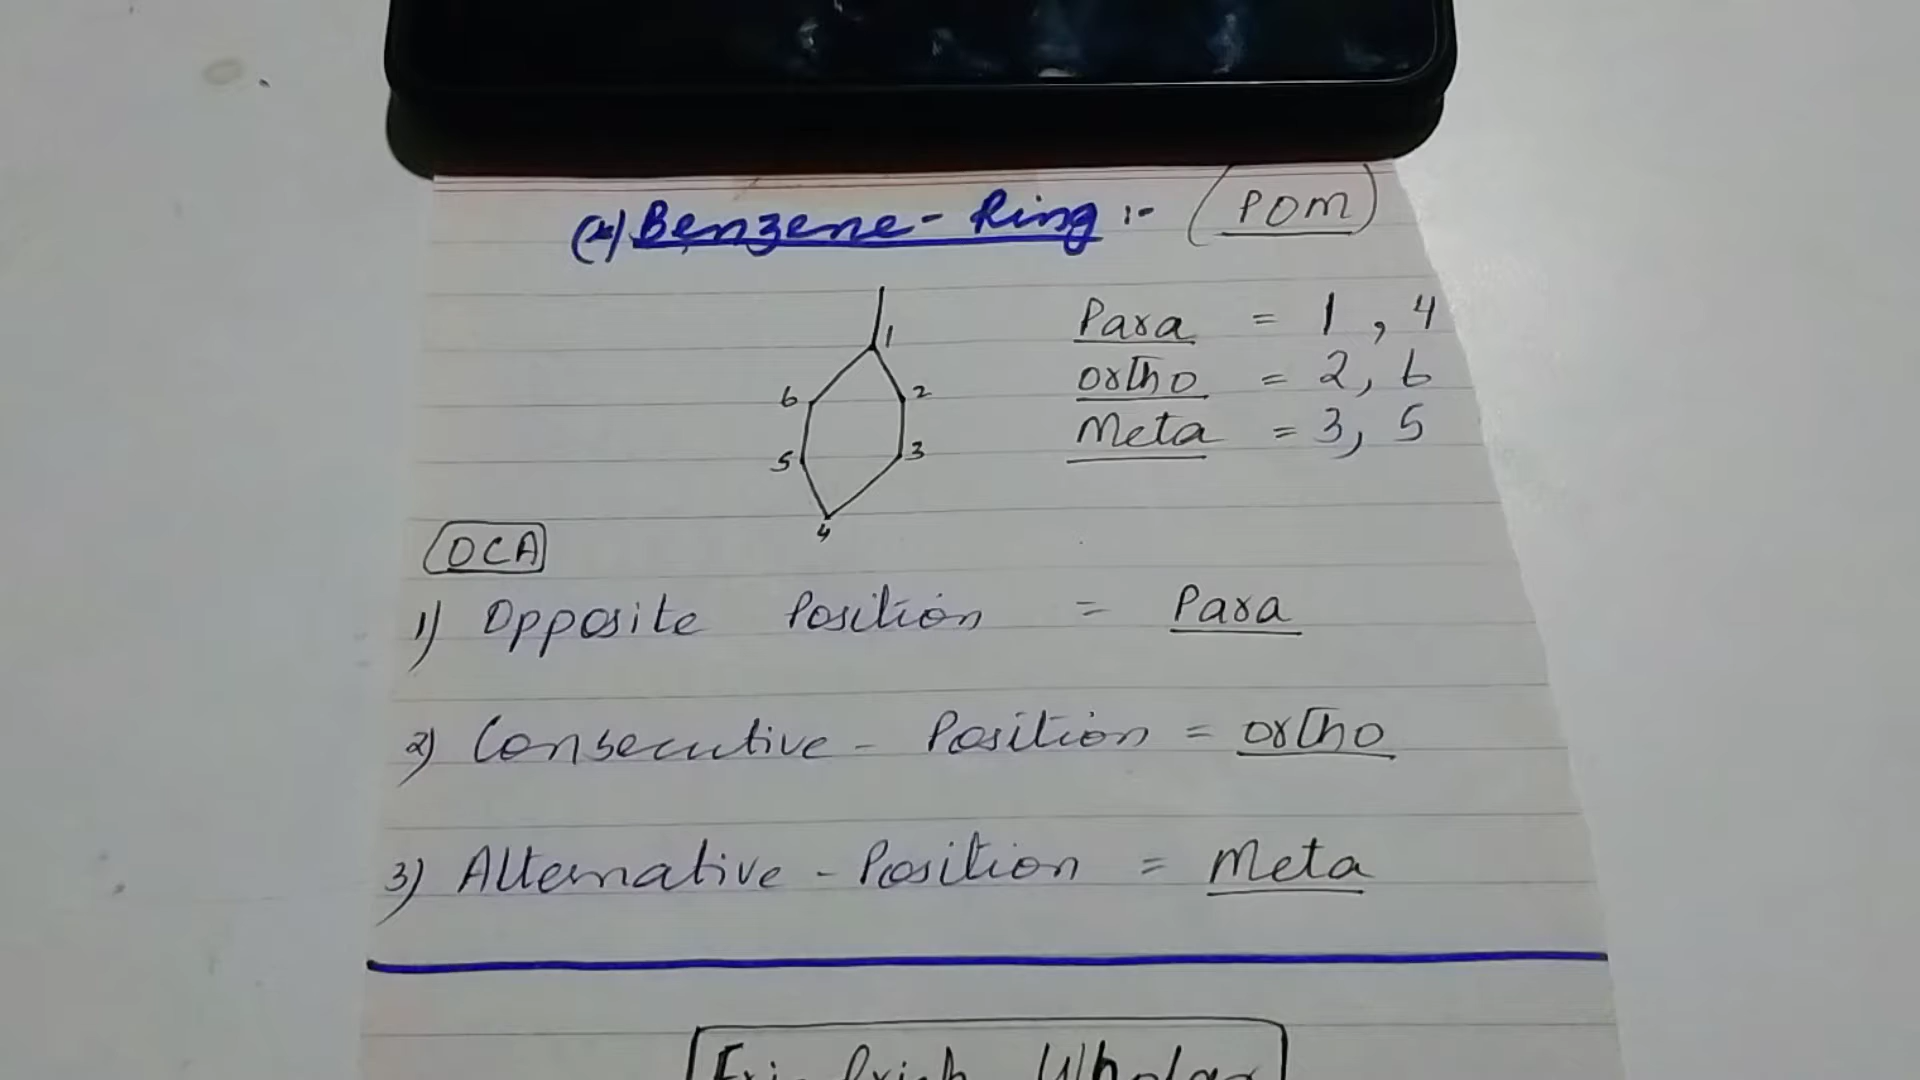 (*) Benzene - Ring :- (POM)
1
6 2
5 3
4
Para = 1, 4
ortho = 2, 6
Meta = 3, 5
OCA
1) Opposite Position = Para
2) Consecutive - Position = ortho
3) Alternative - Position = Meta